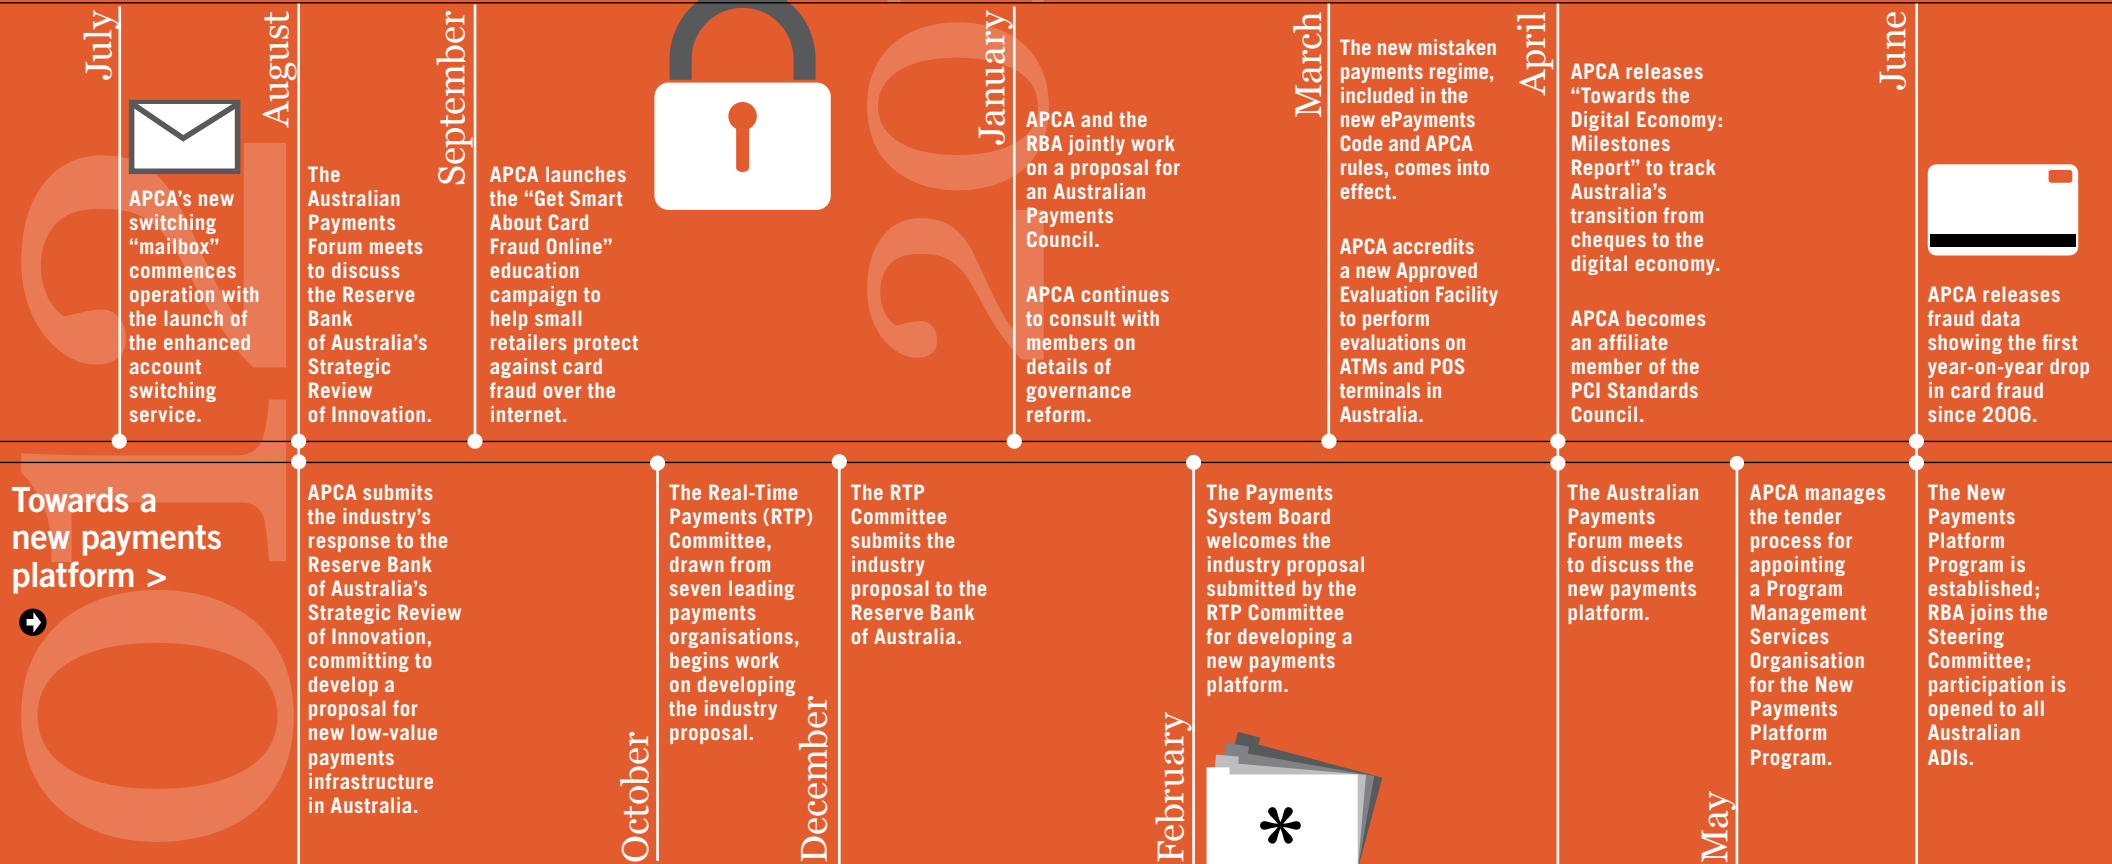 July
APCA's new
switching
“mailbox”
commences
operation with
the launch of
the enhanced
account
switching
service.
August
The
Australian
Payments
Forum meets
to discuss
the Reserve
Bank
of Australia's
Strategic
Review
of Innovation.
September
APCA launches
the “Get Smart
About Card
Fraud Online”
education
campaign to
help small
retailers protect
against card
fraud over the
internet.
January
APCA and the
RBA jointly work
on a proposal for
an Australian
Payments
Council.
APCA continues
to consult with
members on
details of
governance
reform.
March
The new mistaken
payments regime,
included in the
new ePayments
Code and APCA
rules, comes into
effect.
APCA accredits
a new Approved
Evaluation Facility
to perform
evaluations on
ATMs and POS
terminals in
Australia.
April
APCA releases
“Towards the
Digital Economy:
Milestones
Report” to track
Australia's
transition from
cheques to the
digital economy.
APCA becomes
an affiliate
member of the
PCI Standards
Council.
June
APCA releases
fraud data
showing the first
year-on-year drop
in card fraud
since 2006.
Towards a
new payments
platform >
APCA submits
the industry's
response to the
Reserve Bank
of Australia's
Strategic Review
of Innovation,
committing to
develop a
proposal for
new low-value
payments
infrastructure
in Australia.
October
The Real-Time
Payments (RTP)
Committee,
drawn from
seven leading
payments
organisations,
begins work
on developing
the industry
proposal.
December
The RTP
Committee
submits the
industry
proposal to the
Reserve Bank
of Australia.
February
The Payments
System Board
welcomes the
industry proposal
submitted by the
RTP Committee
for developing a
new payments
platform.
*
The Australian
Payments
Forum meets
to discuss the
new payments
platform.
May
APCA manages
the tender
process for
appointing
a Program
Management
Services
Organisation
for the New
Payments
Platform
Program.
The New
Payments
Platform
Program is
established;
RBA joins the
Steering
Committee;
participation is
opened to all
Australian
ADIs.
012
20